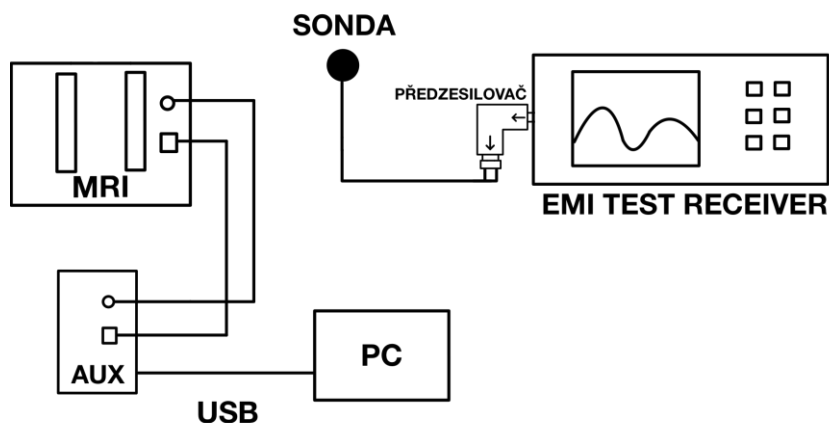 SONDA
PŘEDZESILOVAČ
MRI
EMI TEST RECEIVER
AUX
PC
USB